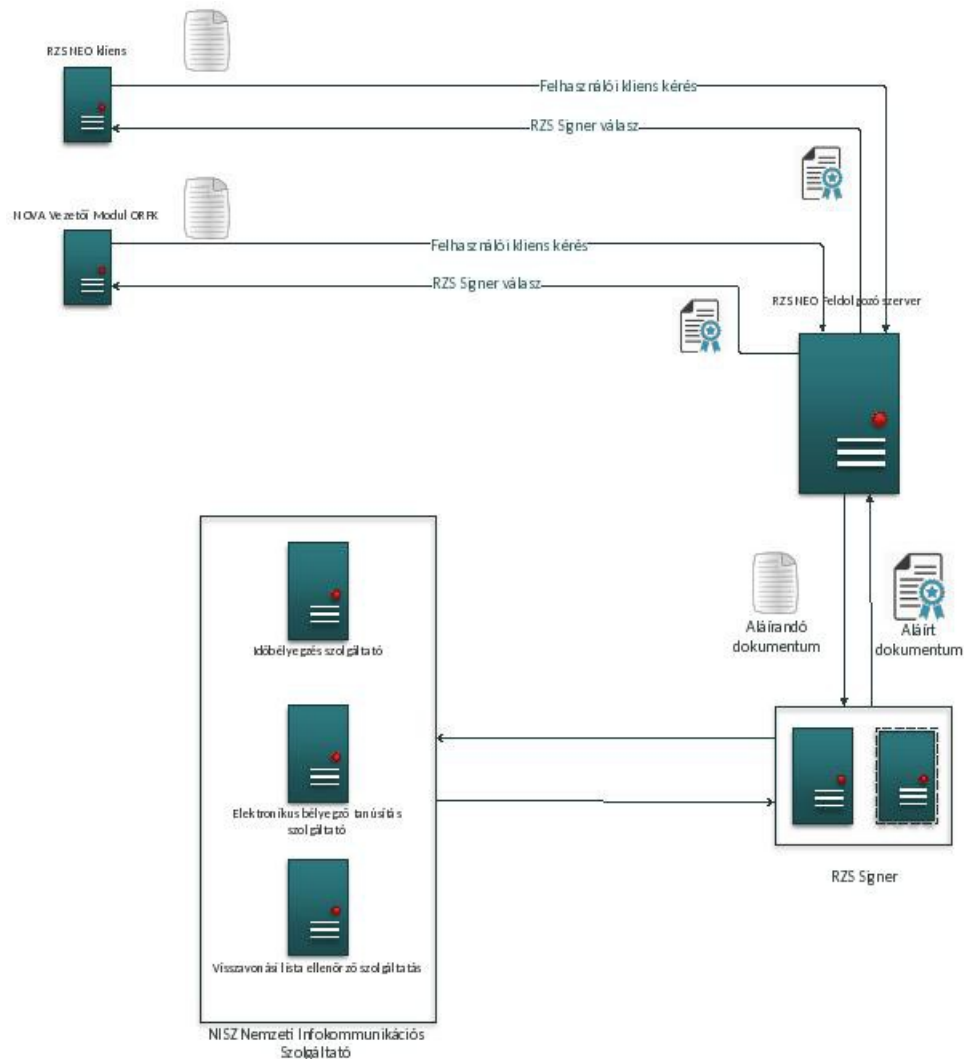 RZS NEO kliens
Felhasználói kliens kérés
RZS Signer válasz
NOVA Vezetői Modul ORFK
Felhasználói kliens kérés
RZS Signer válasz
RZS NEO Feldolgozó szerver
Időbélyegzés szolgáltató
Aláírandó
dokumentum
Aláírt
dokumentum
Elektronikus bélyegző tanúsítás
szolgáltató
RZS Signer
Visszavonási lista ellenőrző szolgáltatás
NISZ Nemzeti Infokommunikációs
Szolgáltató